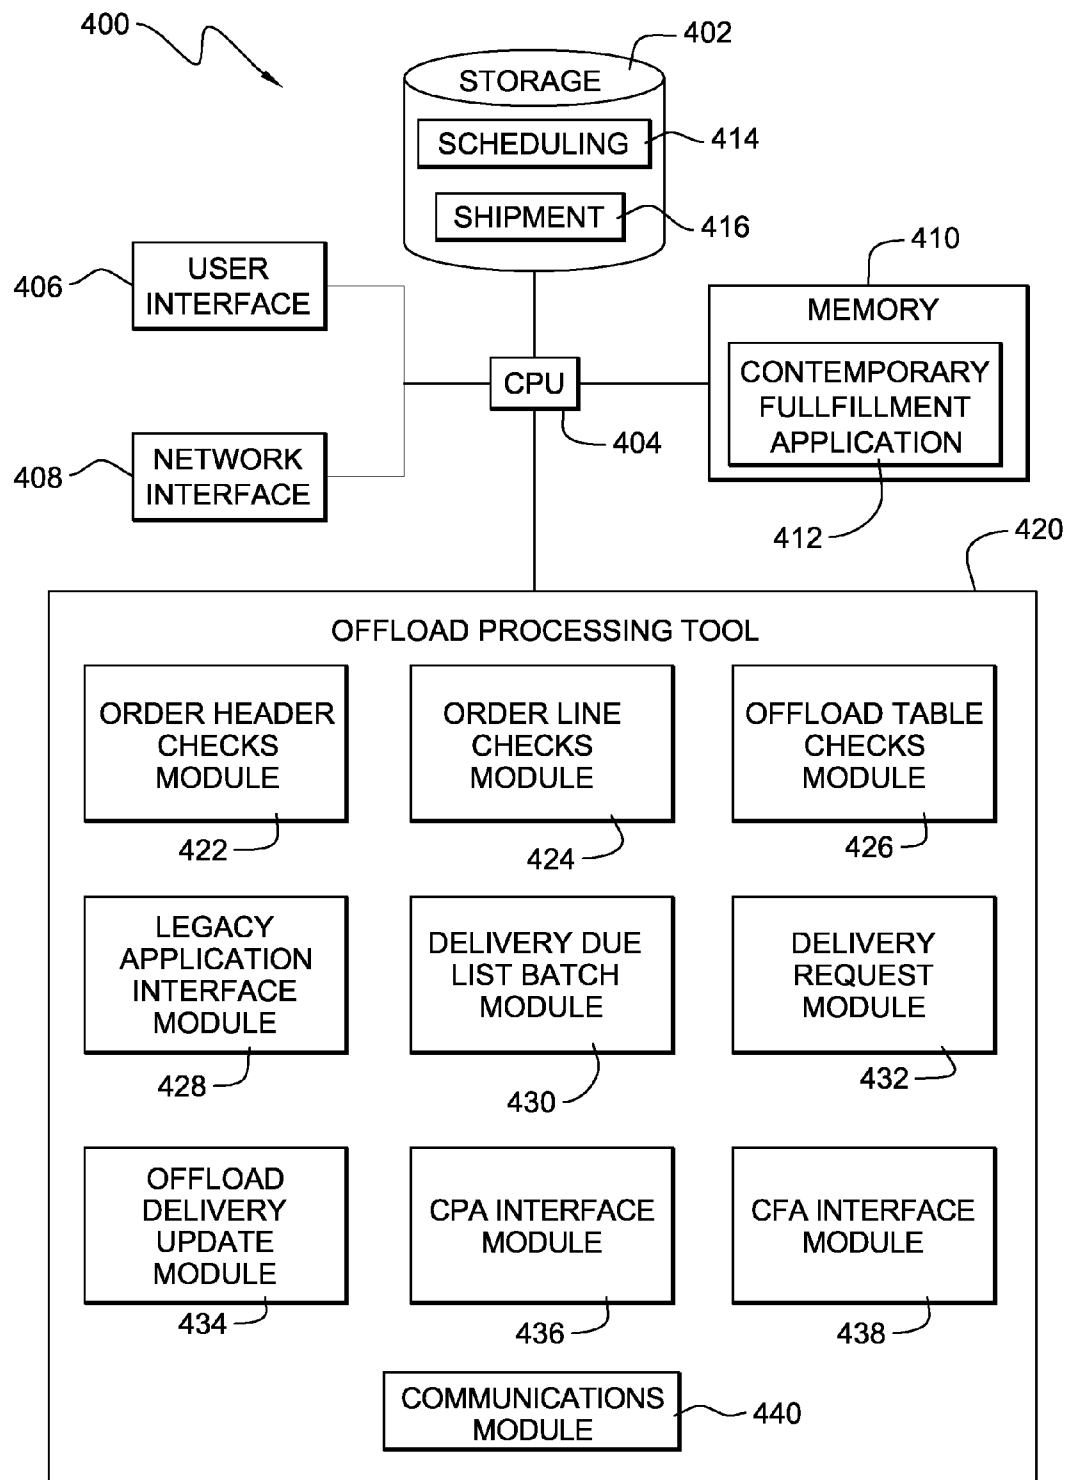 400
402
STORAGE
SCHEDULING
414
SHIPMENT
416
410
406
USER
INTERFACE
MEMORY
CONTEMPORARY
FULLFILLMENT
APPLICATION
CPU
404
408
NETWORK
INTERFACE
412
420
OFFLOAD PROCESSING TOOL
ORDER HEADER
CHECKS
MODULE
422
ORDER LINE
CHECKS
MODULE
424
OFFLOAD TABLE
CHECKS
MODULE
426
LEGACY
APPLICATION
INTERFACE
MODULE
428
DELIVERY DUE
LIST BATCH
MODULE
430
DELIVERY
REQUEST
MODULE
432
OFFLOAD
DELIVERY
UPDATE
MODULE
434
CPA INTERFACE
MODULE
436
CFA INTERFACE
MODULE
438
COMMUNICATIONS
MODULE
440